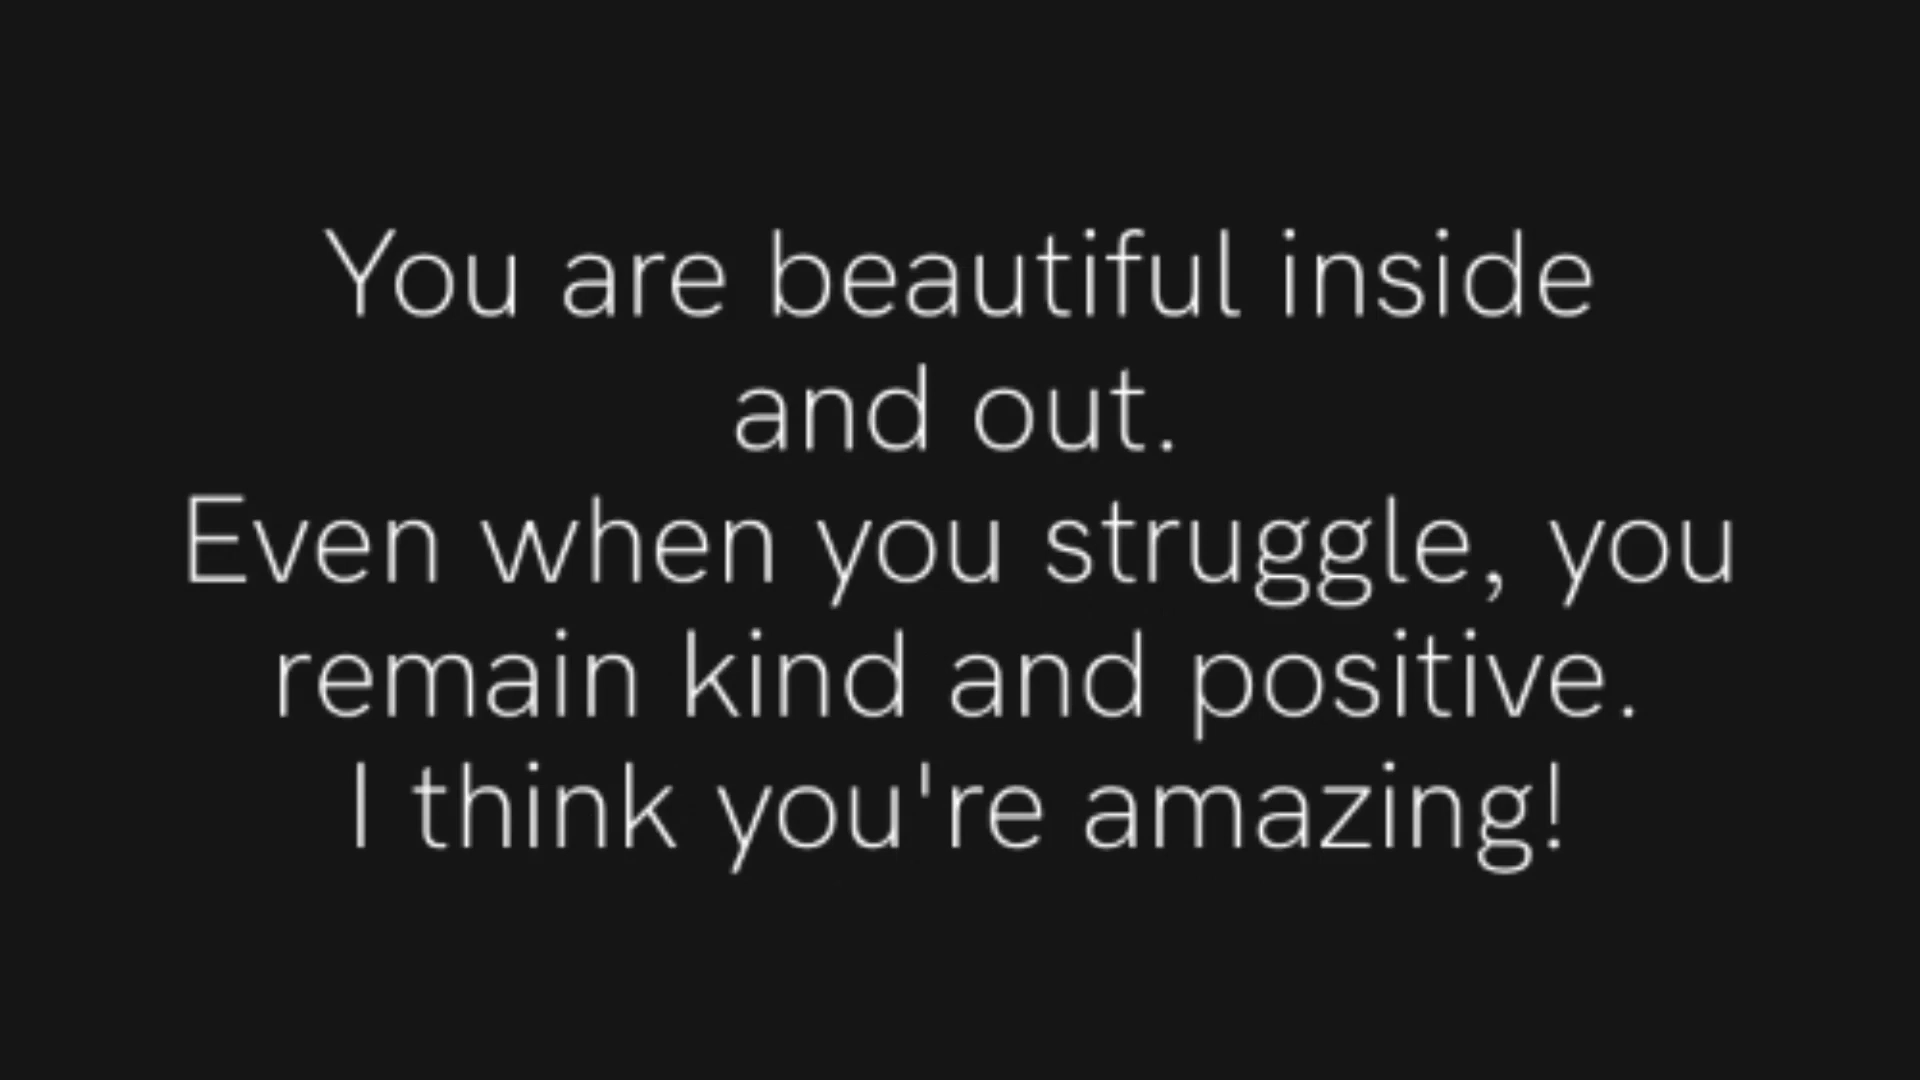 You are beautiful inside
and out.
Even when you struggle, you
remain kind and positive.
I think you're amazing!